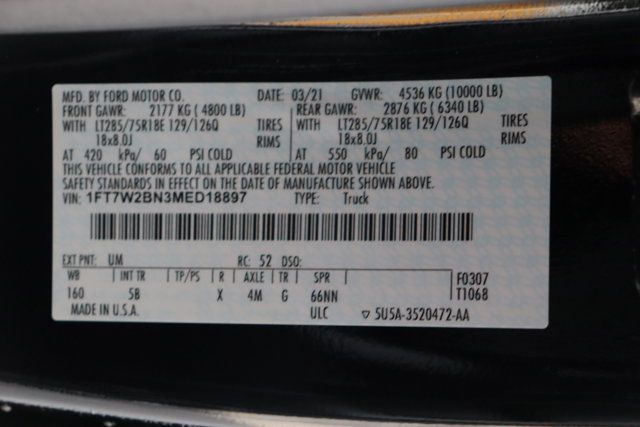 MFD. BY FORD MOTOR CO. DATE: 03/21 GVWR: 4536 KG (10000 LB)
FRONT GAWR: 2177 KG (4800 LB) REAR GAWR: 2876 KG (6340 LB)
WITH LT285/75R18E 129/126Q TIRES WITH LT285/75R18E 129/126Q TIRES
18x8.0J RIMS 18x8.0J RIMS
AT 420 kPa/ 60 PSI COLD AT 550 kPa/ 80 PSI COLD
THIS VEHICLE CONFORMS TO ALL APPLICABLE FEDERAL MOTOR VEHICLE
SAFETY STANDARDS IN EFFECT ON THE DATE OF MANUFACTURE SHOWN ABOVE.
VIN: 1FT7W2BN3MED18897 TYPE: Truck
EXT PNT: UM RC: 52 DSO:
WB INT TR TP/PS R AXLE TR SPR F0307
160 5B X 4M G 66NN T1068
MADE IN U.S.A. ULC ▽ 5U5A-3520472-AA